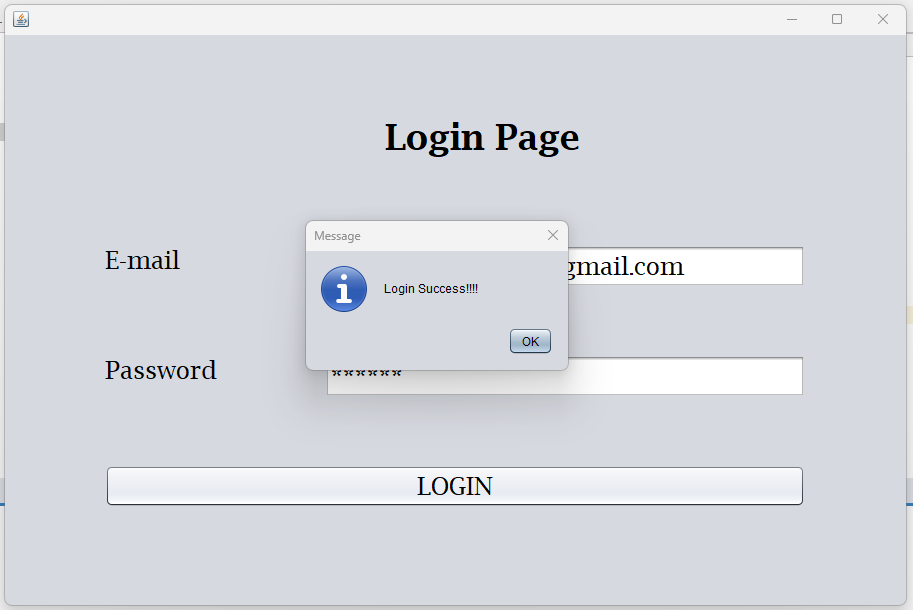 Login Page
Message
E-mail
gmail.com
Login Success!!!!
OK
Password
******
LOGIN